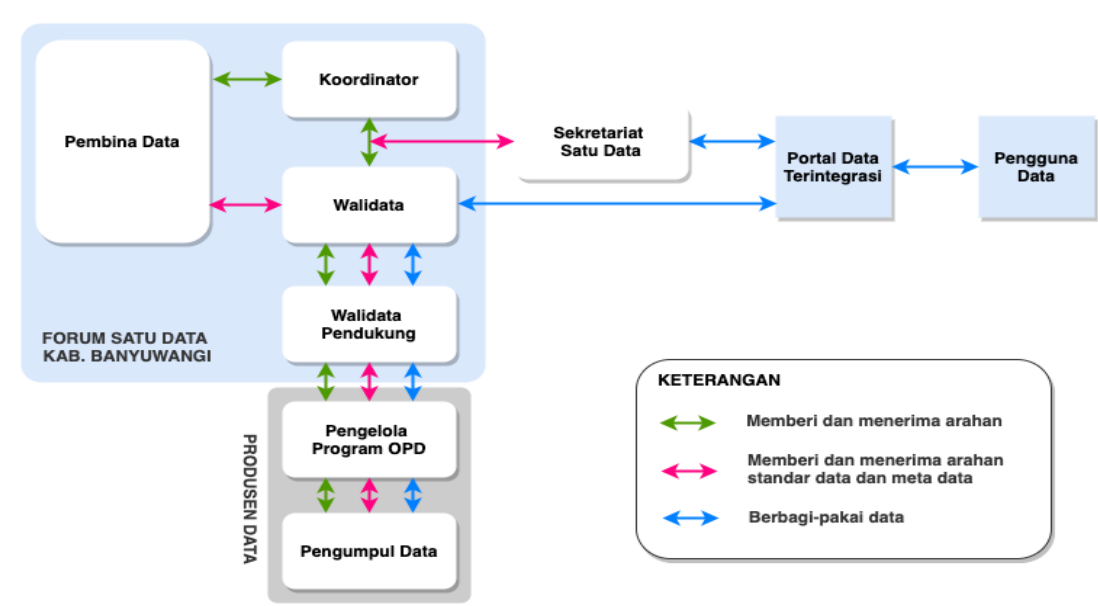 Pembina Data
Koordinator
Walidata
Walidata
Pendukung
FORUM SATU DATA
KAB. BANYUWANGI
Sekretariat
Satu Data
Portal Data
Terintegrasi
Pengguna
Data
PRODUSEN DATA
Pengelola
Program OPD
Pengumpul Data
KETERANGAN
Memberi dan menerima arahan
Memberi dan menerima arahan
standar data dan meta data
Berbagi-pakai data